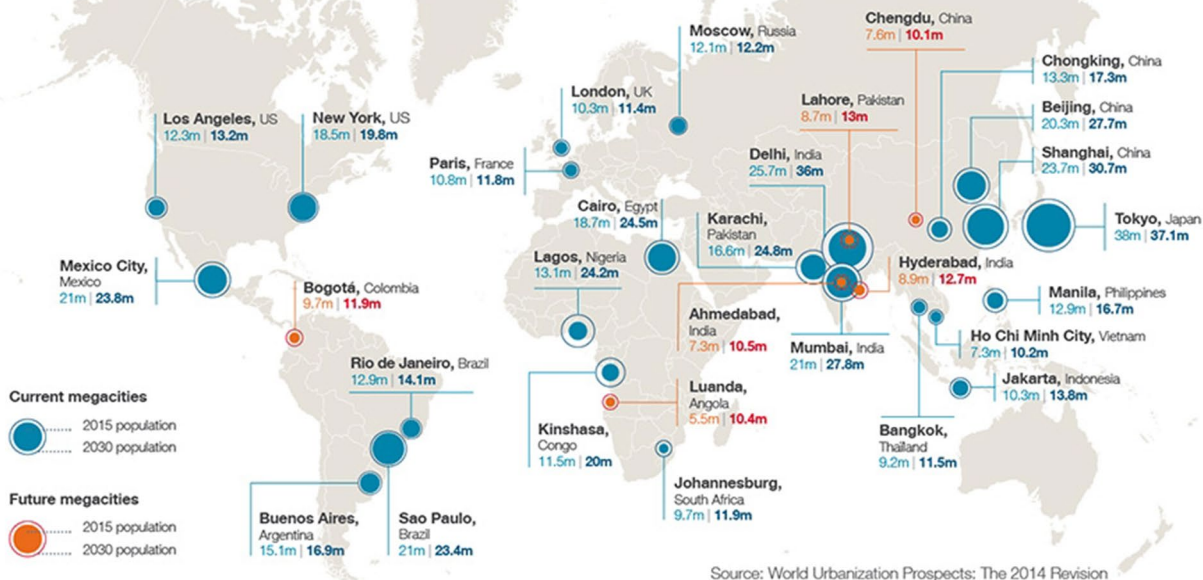 Moscow, Russia
12.1m | 12.2m
Chengdu, China
7.6m | 10.1m
Chongking, China
13.3m | 17.3m
London, UK
10.3m | 11.4m
Lahore, Pakistan
8.7m | 13m
Beijing, China
20.3m | 27.7m
Los Angeles, US
12.3m | 13.2m
New York, US
18.5m | 19.8m
Paris, France
10.8m | 11.8m
Delhi, India
25.7m | 36m
Shanghai, China
23.7m | 30.7m
Cairo, Egypt
18.7m | 24.5m
Karachi,
Pakistan
16.6m | 24.8m
Tokyo, Japan
38m | 37.1m
Mexico City,
Mexico
21m | 23.8m
Lagos, Nigeria
13.1m | 24.2m
Hyderabad, India
8.9m | 12.7m
Bogotá, Colombia
9.7m | 11.9m
Manila, Philippines
12.9m | 16.7m
Ahmedabad,
India
7.3m | 10.5m
Mumbai, India
21m | 27.8m
Ho Chi Minh City, Vietnam
7.3m | 10.2m
Rio de Janeiro, Brazil
12.9m | 14.1m
Luanda,
Angola
5.5m | 10.4m
Jakarta, Indonesia
10.3m | 13.8m
Current megacities
2015 population
2030 population
Kinshasa,
Congo
11.5m | 20m
Bangkok,
Thaïland
9.2m | 11.5m
Johannesburg,
South Africa
9.7m | 11.9m
Future megacities
2015 population
2030 population
Buenos Aires,
Argentina
15.1m | 16.9m
Sao Paulo,
Brazil
21m | 23.4m
Source: World Urbanization Prospects: The 2014 Revision